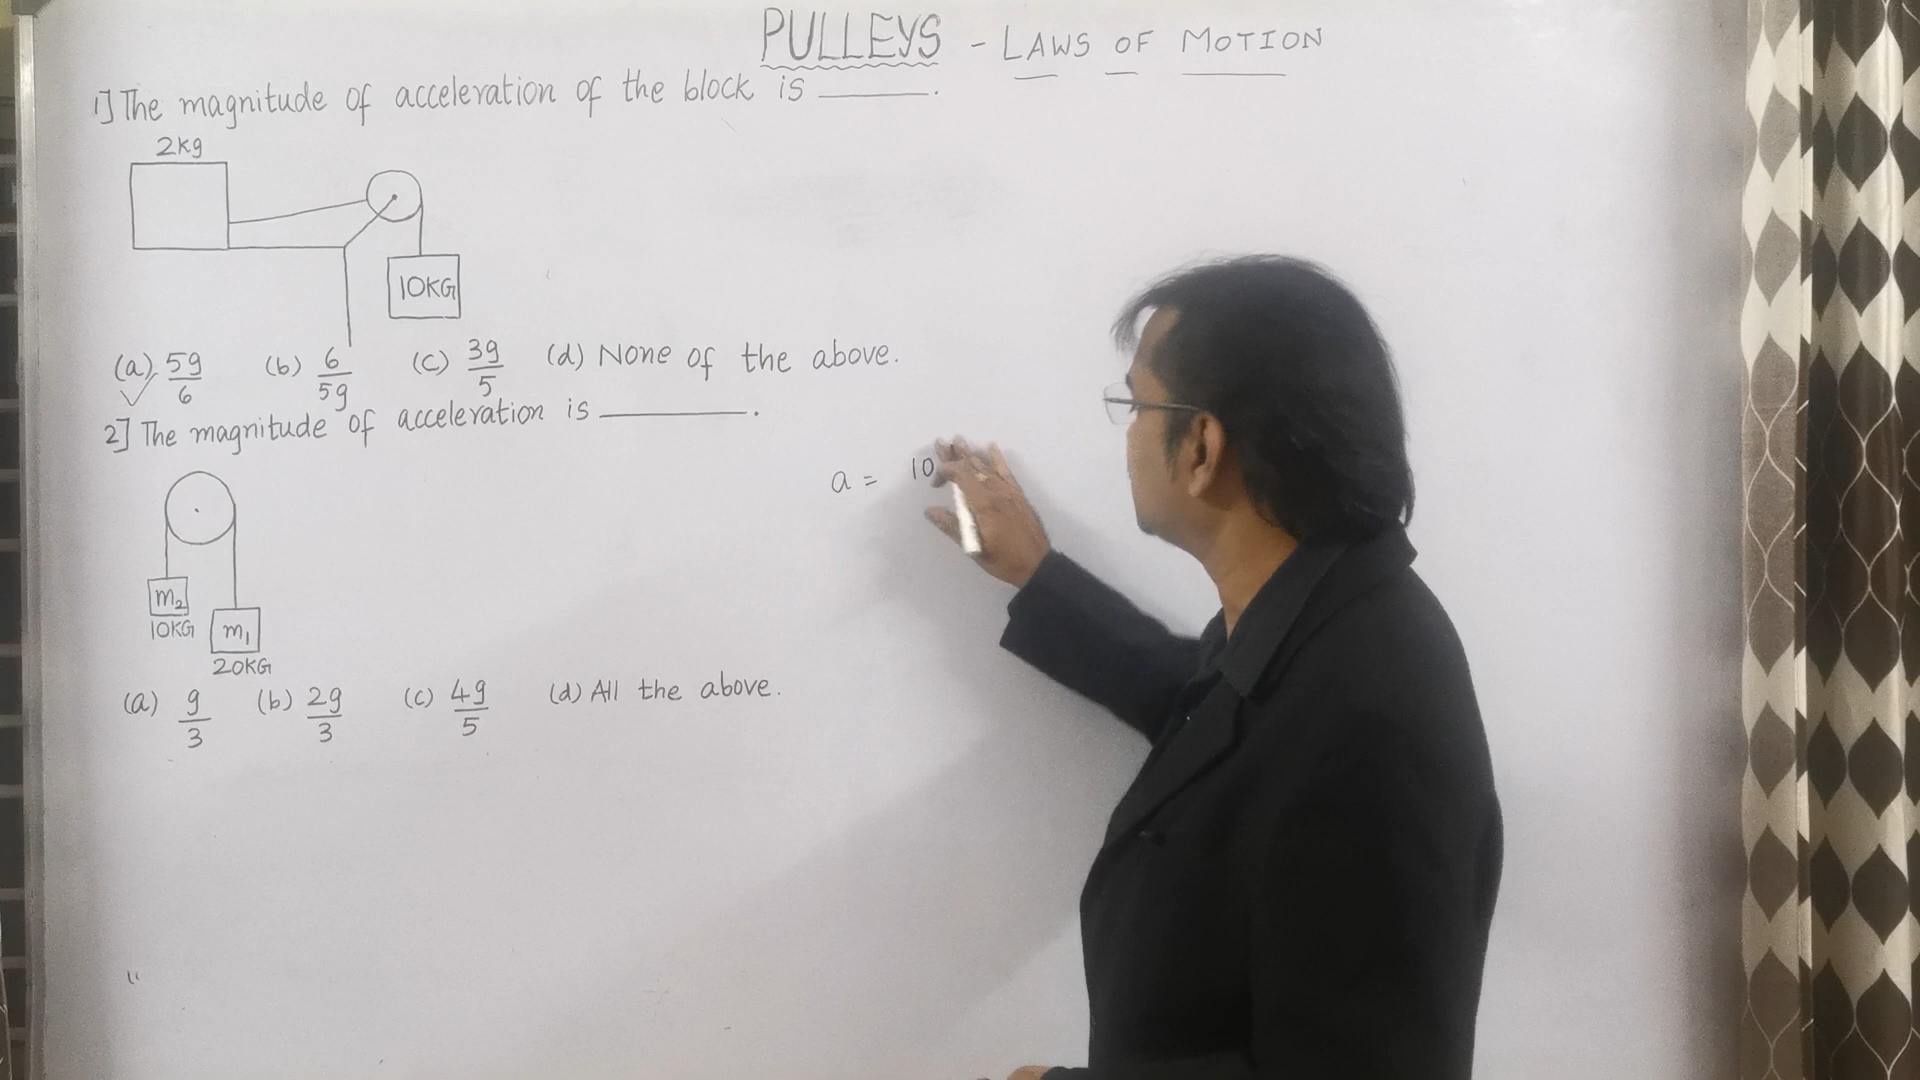 PULLEYS - LAWS OF MOTION
1] The magnitude of acceleration of the block is ______.
2kg
10KG
(a) 5g/6 (b) 6/5g (c) 3g/5 (d) None of the above.
2] The magnitude of acceleration is ______.
a = 10
m2
10KG
m1
20KG
(a) g/3 (b) 2g/3 (c) 4g/5 (d) All the above.